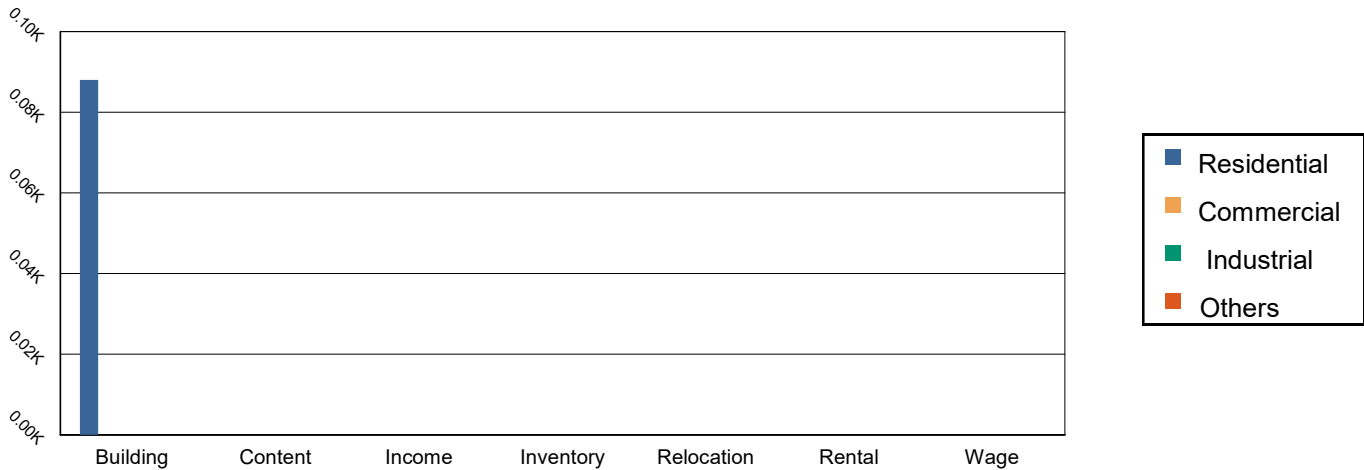 0.10K
0.08K
0.06K
0.04K
0.02K
0.00K
Building Content Income Inventory Relocation Rental Wage
Residential
Commercial
Industrial
Others